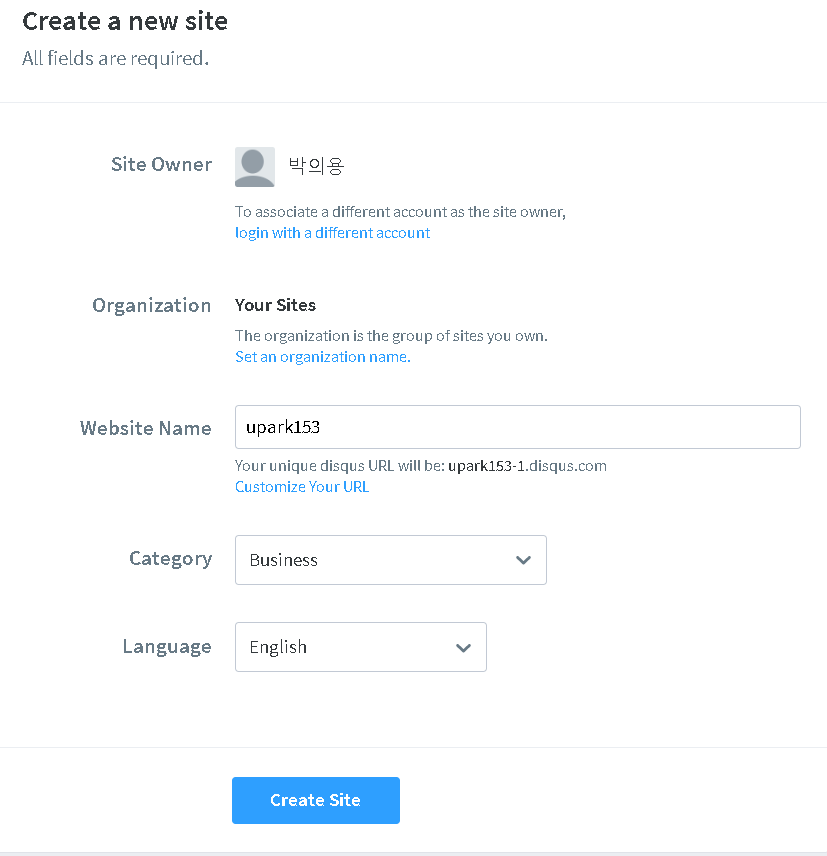 Create a new site
All fields are required.
Site Owner
박의용
To associate a different account as the site owner,
login with a different account
Organization
Your Sites
The organization is the group of sites you own.
Set an organization name.
Website Name
upark153
Your unique disqus URL will be: upark153-1.disqus.com
Customize Your URL
Category
Business
Language
English
Create Site